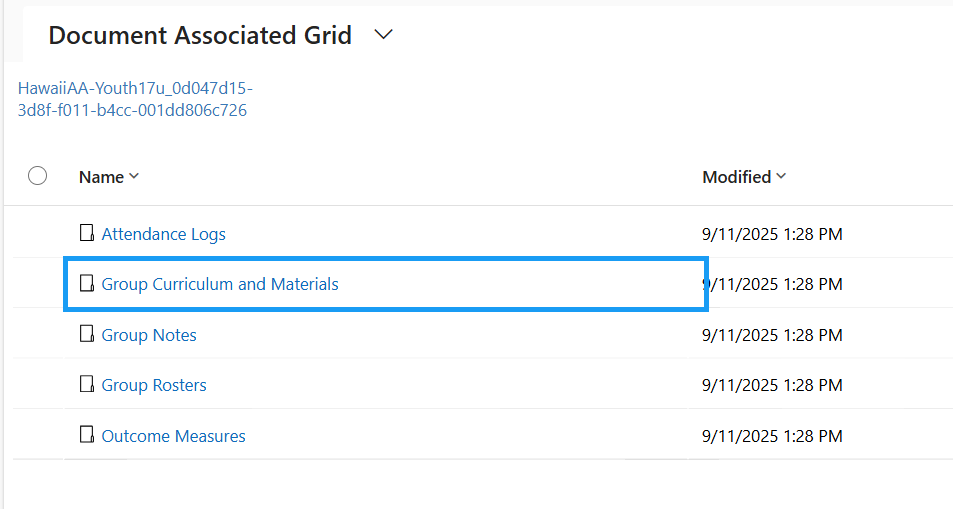 Document Associated Grid
HawaiiAA-Youth17u_0d047d15-
3d8f-f011-b4cc-001dd806c726
Name Modified
Attendance Logs 9/11/2025 1:28 PM
Group Curriculum and Materials 9/11/2025 1:28 PM
Group Notes 9/11/2025 1:28 PM
Group Rosters 9/11/2025 1:28 PM
Outcome Measures 9/11/2025 1:28 PM